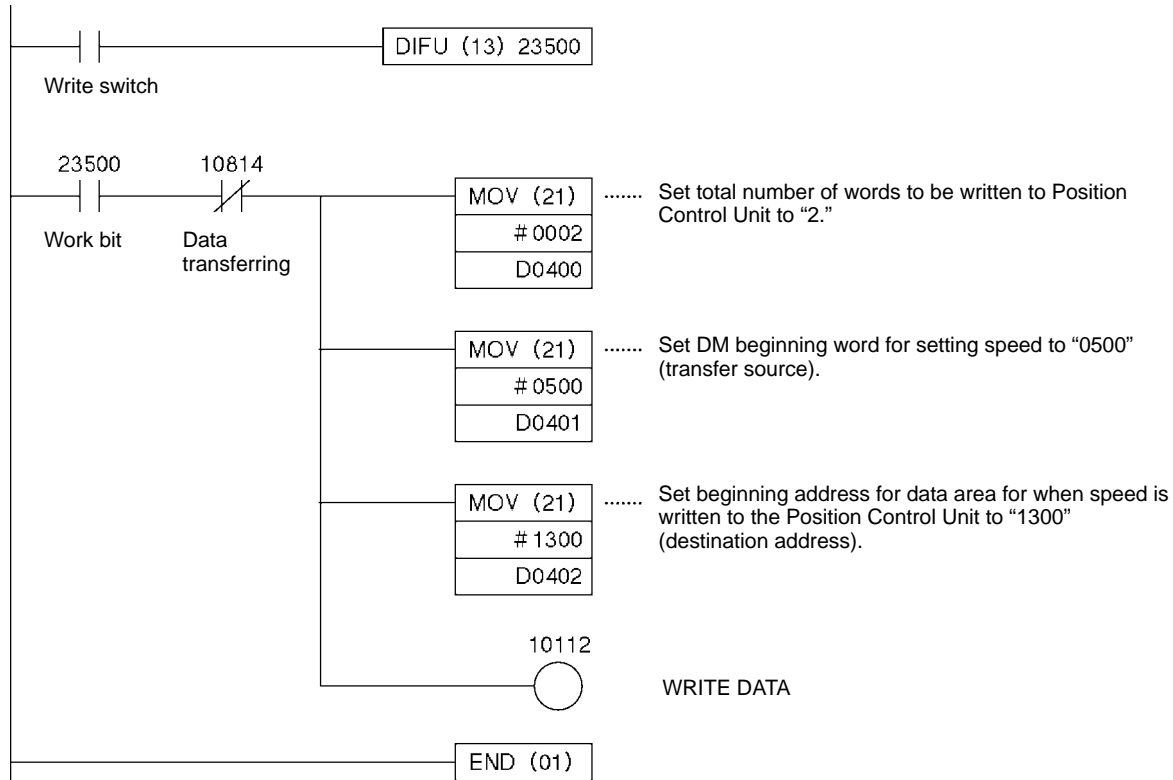 DIFU (13) 23500
Write switch
23500 10814
MOV (21) ....... Set total number of words to be written to Position
Control Unit to “2.”
#0002
Work bit Data
transferring
D0400
MOV (21) ....... Set DM beginning word for setting speed to “0500”
(transfer source).
#0500
D0401
MOV (21) ....... Set beginning address for data area for when speed is
written to the Position Control Unit to “1300”
(destination address).
#1300
D0402
10112
WRITE DATA
END (01)